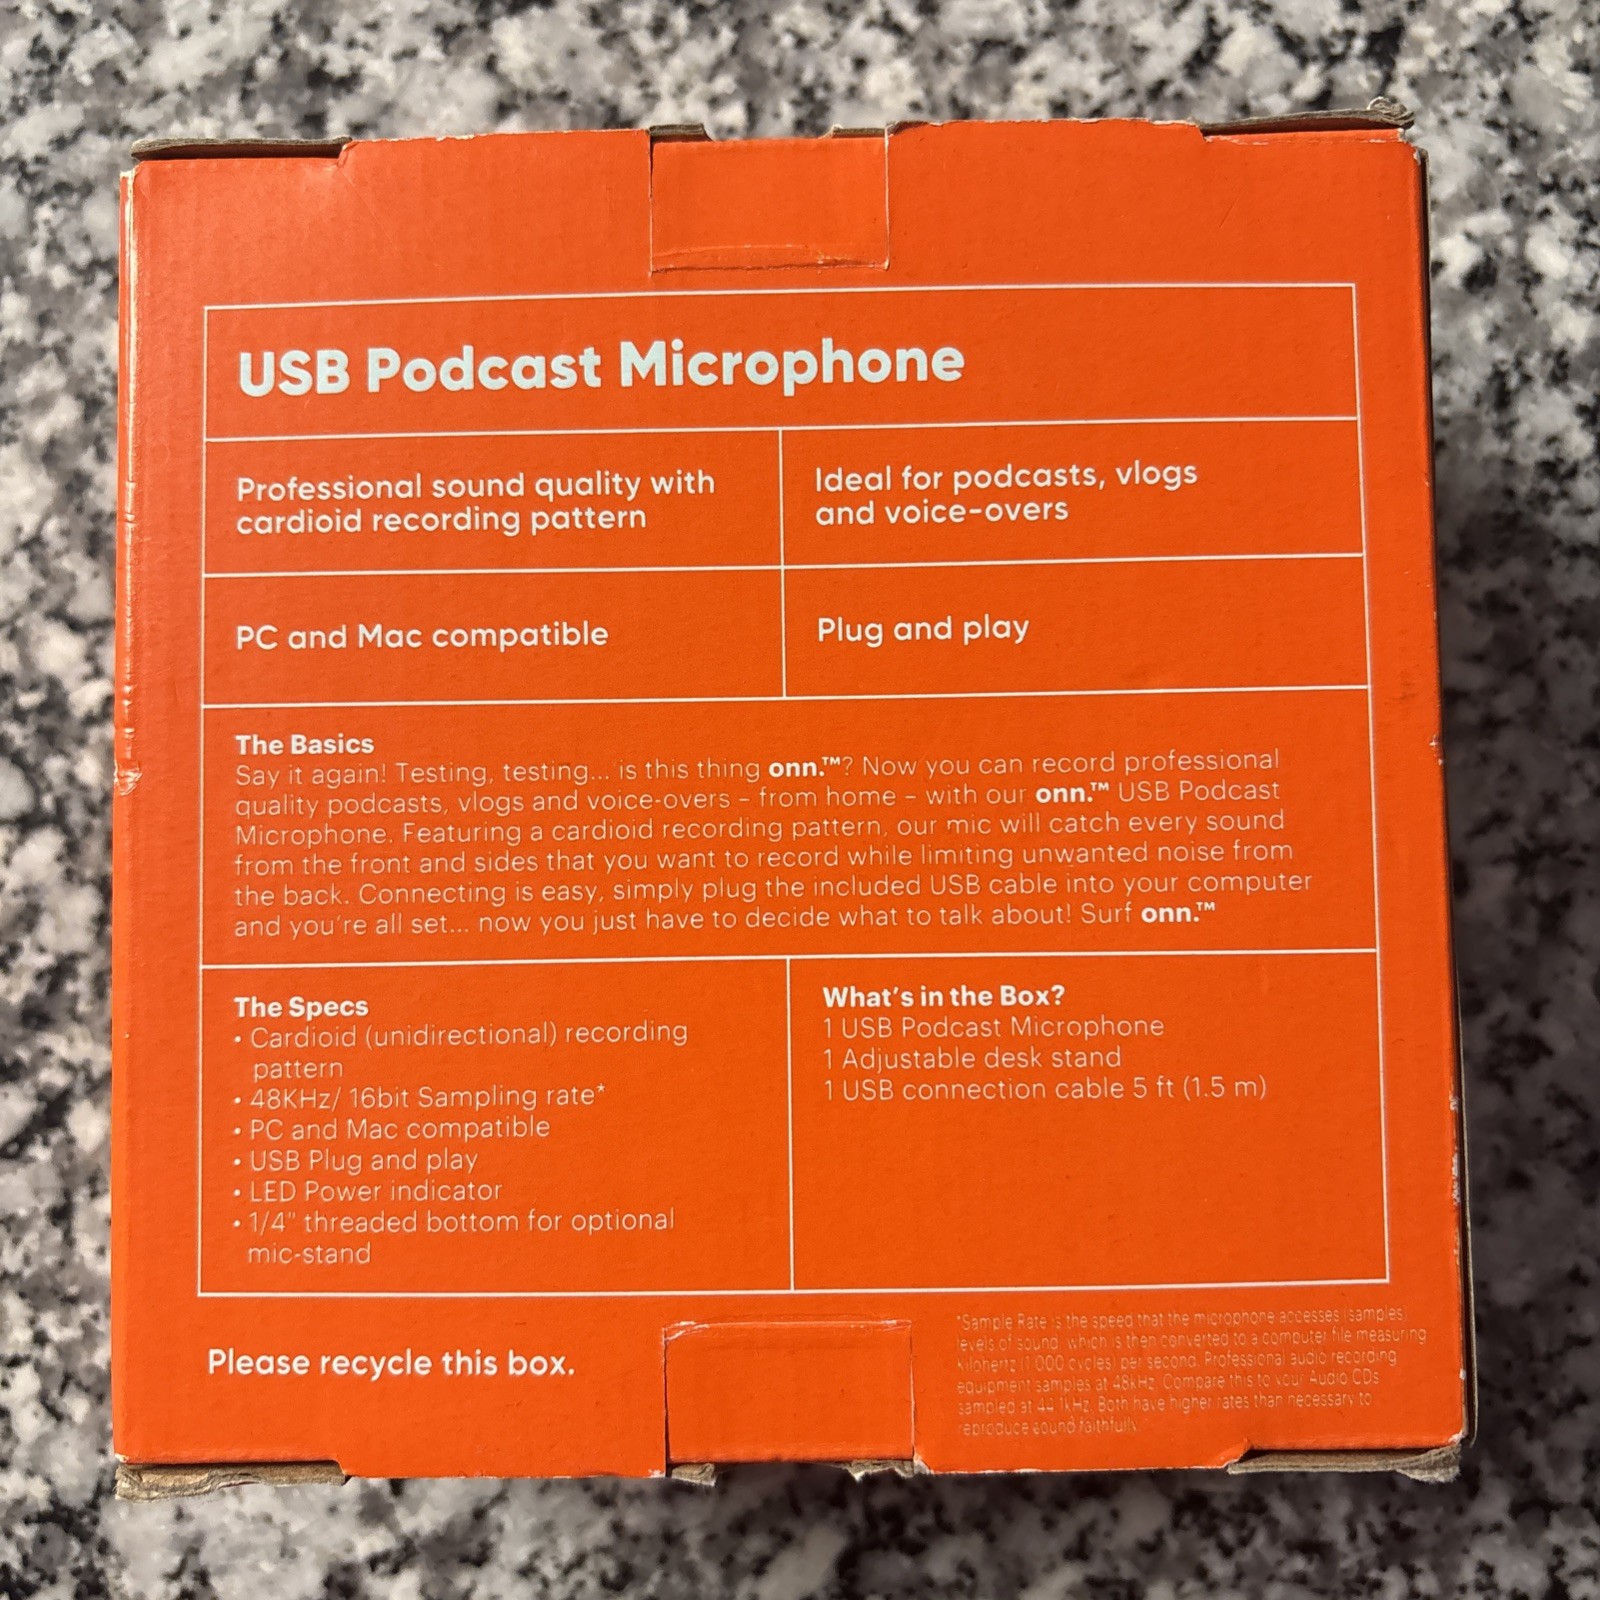 USB Podcast Microphone
Professional sound quality with
cardioid recording pattern
Ideal for podcasts, vlogs
and voice-overs
PC and Mac compatible
Plug and play
The Basics
Say it again! Testing, testing... is this thing onn.™? Now you can record professional
quality podcasts, vlogs and voice-overs – from home – with our onn.™ USB Podcast
Microphone. Featuring a cardioid recording pattern, our mic will catch every sound
from the front and sides that you want to record while limiting unwanted noise from
the back. Connecting is easy, simply plug the included USB cable into your computer
and you're all set... now you just have to decide what to talk about! Surf onn.™
The Specs
• Cardioid (unidirectional) recording
pattern
• 48KHz/ 16bit Sampling rate*
• PC and Mac compatible
• USB Plug and play
• LED Power indicator
• 1/4" threaded bottom for optional
mic-stand
What's in the Box?
1 USB Podcast Microphone
1 Adjustable desk stand
1 USB connection cable 5 ft (1.5 m)
Please recycle this box.
*Sample Rate is the speed that the microphone accesses (samples)
levels of sound, which is then converted to a computer file measuring
kilohertz (1,000 cycles) per second. Professional audio recording
equipment samples at 48kHz. Compare this to your Audio CDs
sampled at 44.1kHz. Both have higher rates than necessary to
reproduce sound faithfully.